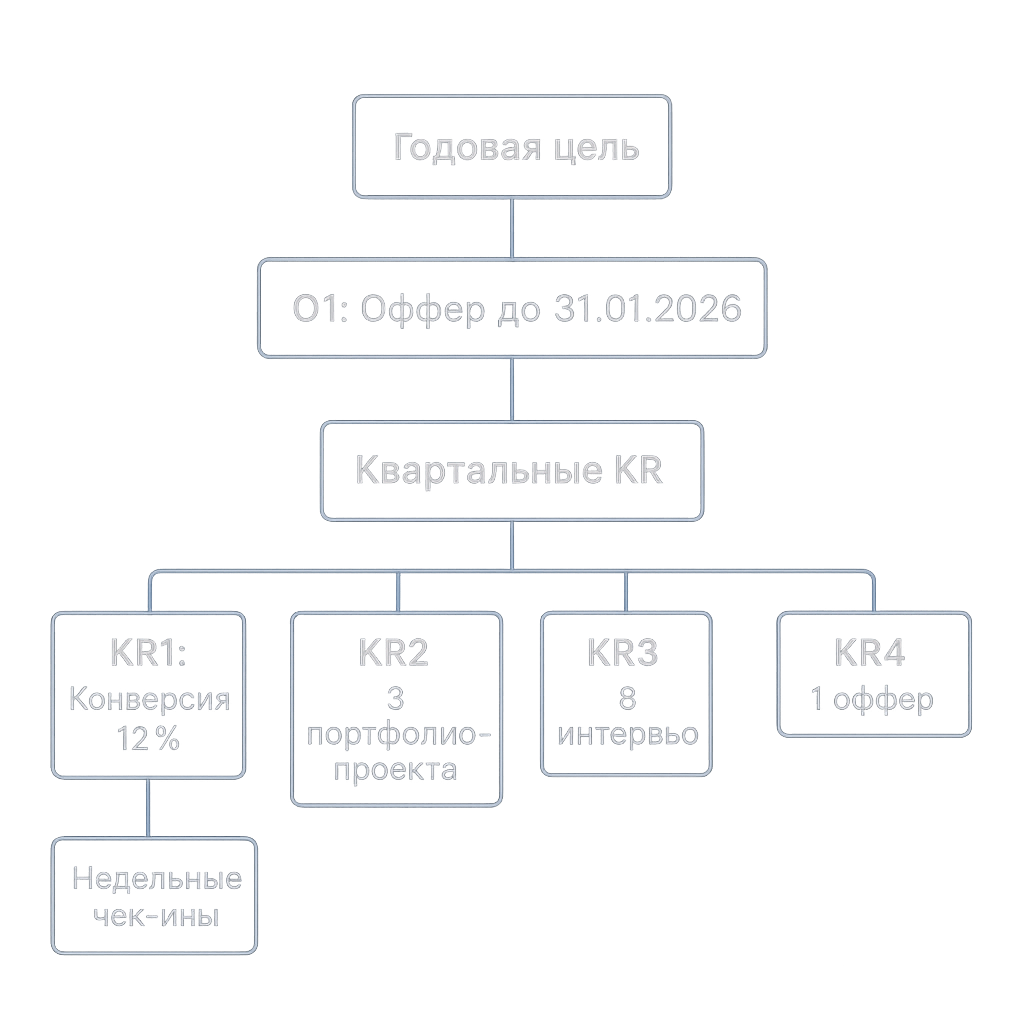 Годовая цель
O1: Оффер до 31.01.2026
Квартальные KR
KR1:
Конверсия
12 %
KR2
3
портфолио-
проекта
KR3
8
интервьо
KR4
1 оффер
Недельные
чек-ины